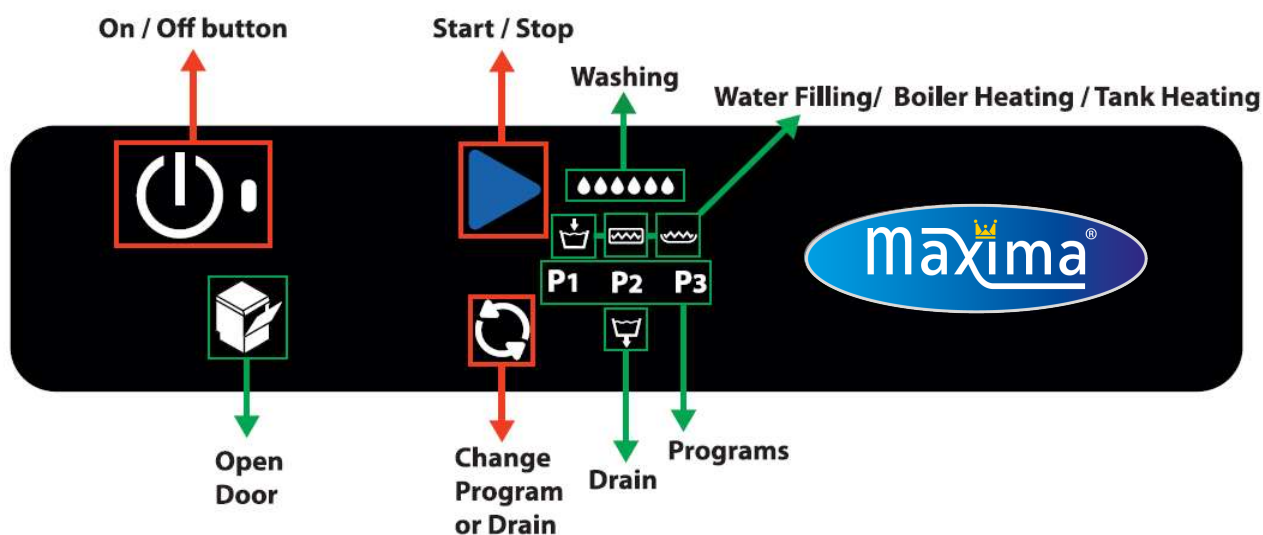 On / Off button
Start / Stop
Washing
Water Filling/ Boiler Heating / Tank Heating
maxima®
P1 P2 P3
Open
Door
Change
Program
or Drain
Drain
Programs